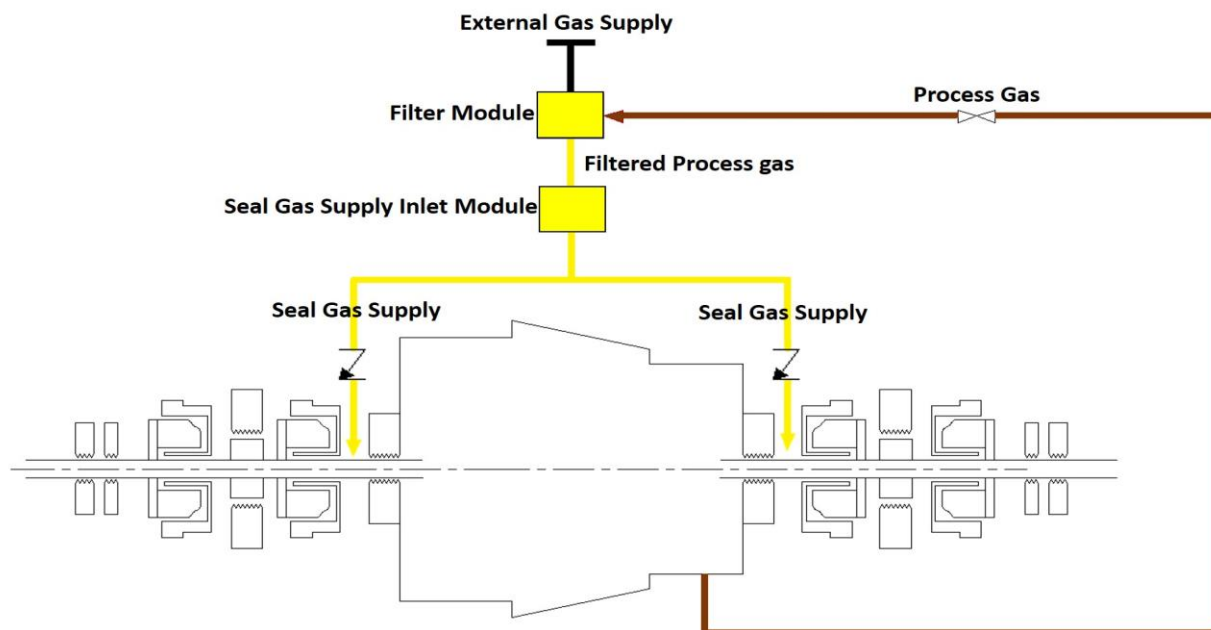 External Gas Supply
Process Gas
Filter Module
Filtered Process gas
Seal Gas Supply Inlet Module
Seal Gas Supply
Seal Gas Supply